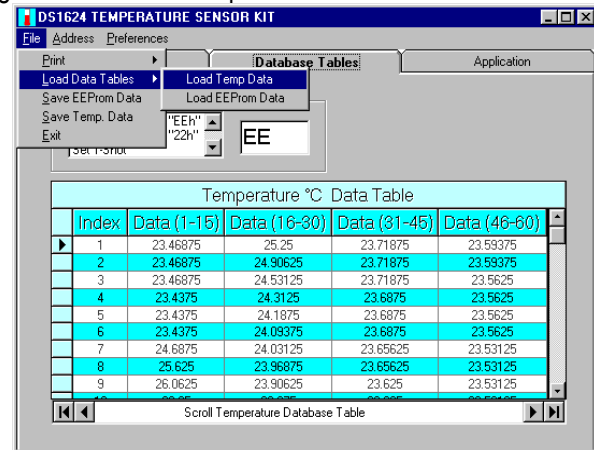 DS1624 TEMPERATURE SENSOR KIT
File Address Preferences
Database Tables Application
Print
Load Data Tables Load Temp Data
Save EEProm Data Load EEProm Data
Save Temp. Data "EEh"
Exit "22h" EE
Set 1-Shot
Temperature °C Data Table
Index Data (1-15) Data (16-30) Data (31-45) Data (46-60)
1 23.46875 25.25 23.71875 23.59375
2 23.46875 24.90625 23.71875 23.59375
3 23.46875 24.53125 23.71875 23.5625
4 23.4375 24.3125 23.6875 23.5625
5 23.4375 24.1875 23.6875 23.5625
6 23.4375 24.09375 23.6875 23.5625
7 24.6875 24.03125 23.65625 23.53125
8 25.625 23.96875 23.65625 23.53125
9 26.0625 23.90625 23.625 23.53125
Scroll Temperature Database Table